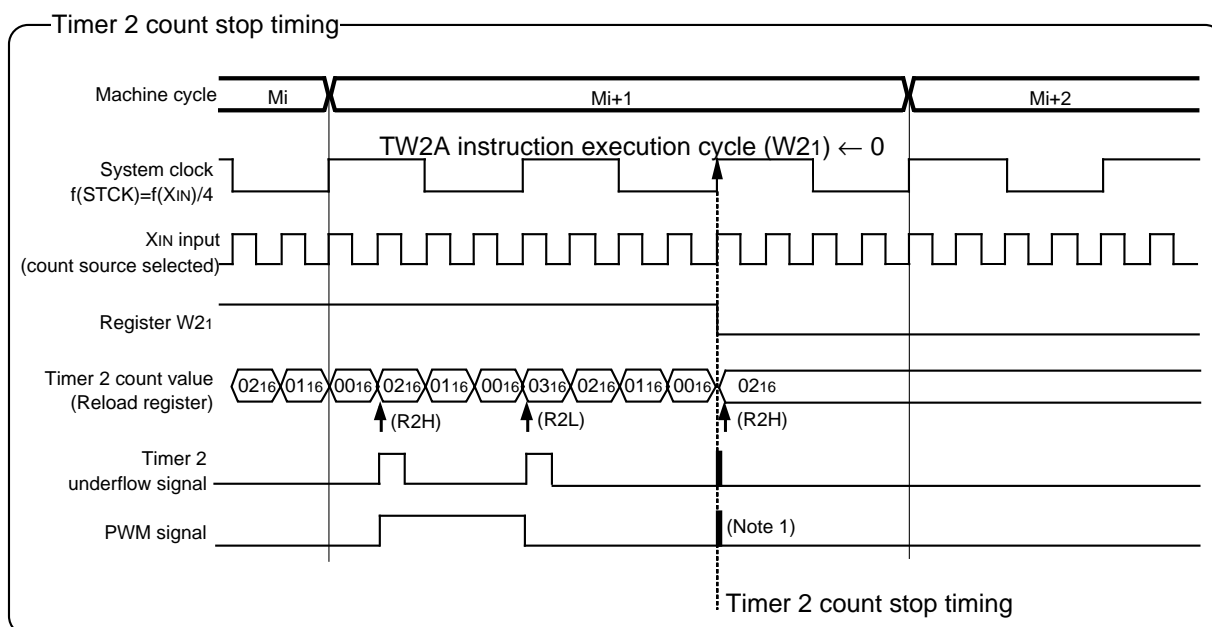 Timer 2 count stop timing
Machine cycle
Mi
Mi+1
Mi+2
TW2A instruction execution cycle (W21) ← 0
System clock
f(STCK)=f(XIN)/4
XIN input
(count source selected)
Register W21
Timer 2 count value
(Reload register)
0216 0116 0016 0216 0116 0016 0316 0216 0116 0016 0216
(R2H) (R2L) (R2H)
Timer 2
underflow signal
PWM signal
(Note 1)
Timer 2 count stop timing